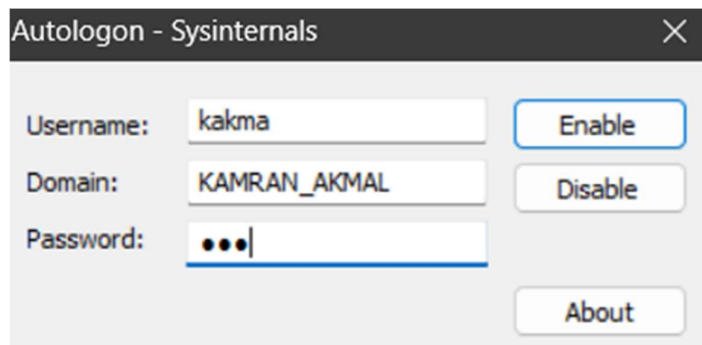 Autologon - Sysinternals
Username: kakma Enable
Domain: KAMRAN_AKMAL Disable
Password: ●●●
About